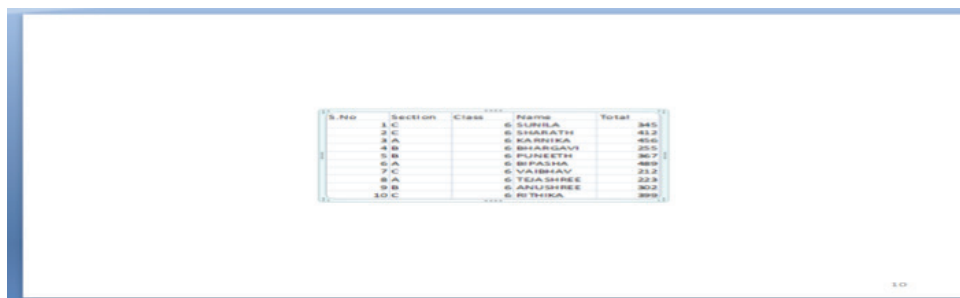 S.No Section Class Name Total
1 C 6 SUNILA 345
2 C 6 SHARATH 412
3 A 6 KARNIKA 456
4 B 6 BHARGAVI 255
5 B 6 PUNEETH 367
6 A 6 BIPASHA 489
7 C 6 VAIBHAV 212
8 A 6 TEJASHREE 223
9 B 6 ANUSHREE 302
10 C 6 RITHIKA 399
10